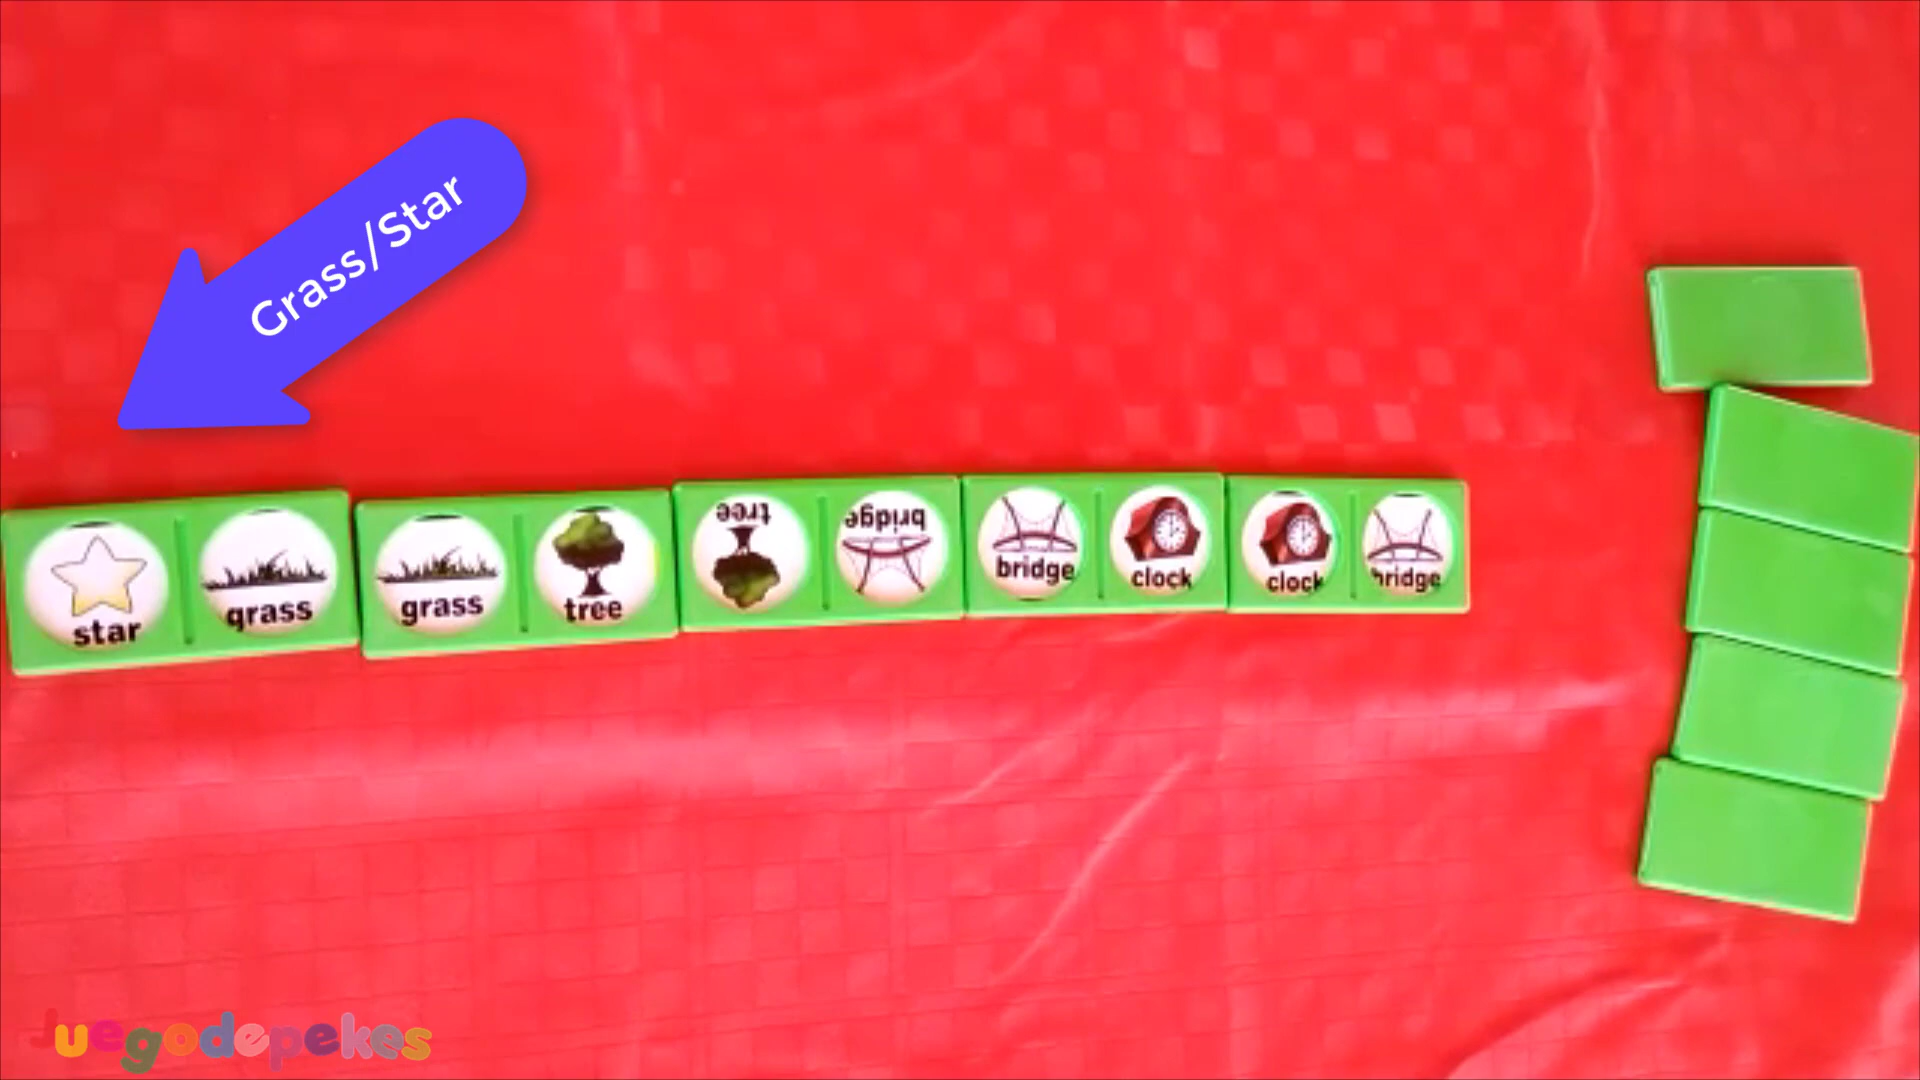 Grass/Star
star
grass
grass
tree
tree
bridge
bridge
clock
clock
bridge
Juegodepekes